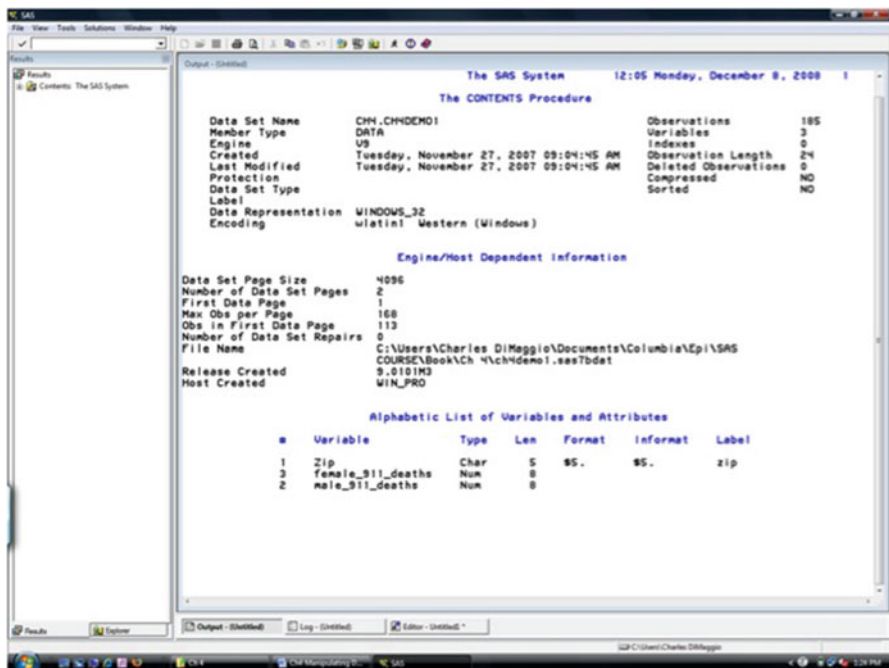 SAS
File View Tools Solutions Window Help
Results
Results
Contents: The SAS System
Output - (Untitled)
The SAS System 12:05 Monday, December 8, 2008 1
The CONTENTS Procedure
Data Set Name CH4.CH4DEMO1 Observations 185
Member Type DATA Variables 3
Engine V9 Indexes 0
Created Tuesday, November 27, 2007 09:04:45 AM Observation Length 24
Last Modified Tuesday, November 27, 2007 09:04:45 AM Deleted Observations 0
Protection Compressed NO
Data Set Type Sorted NO
Label
Data Representation WINDOWS_32
Encoding wlatin1 Western (Windows)
Engine/Host Dependent Information
Data Set Page Size 4096
Number of Data Set Pages 2
First Data Page 1
Max Obs per Page 168
Obs in First Data Page 113
Number of Data Set Repairs 0
File Name C:\Users\Charles DiMaggio\Documents\Columbia\Epi\SAS
COURSE\Book\Ch 4\ch4demo1.sas7bdat
Release Created 9.0101M3
Host Created WIN_PRO
Alphabetic List of Variables and Attributes
# Variable Type Len Format Informat Label
1 Zip Char 5 $5. $5. zip
3 female_911_deaths Num 8
2 male_911_deaths Num 8
Results Explorer
Output - (Untitled) Log - (Untitled) Editor - Untitled1 *
C:\Users\Charles DiMaggio
Ch 4 Ch4 Manipulating D... SAS 1:28 PM